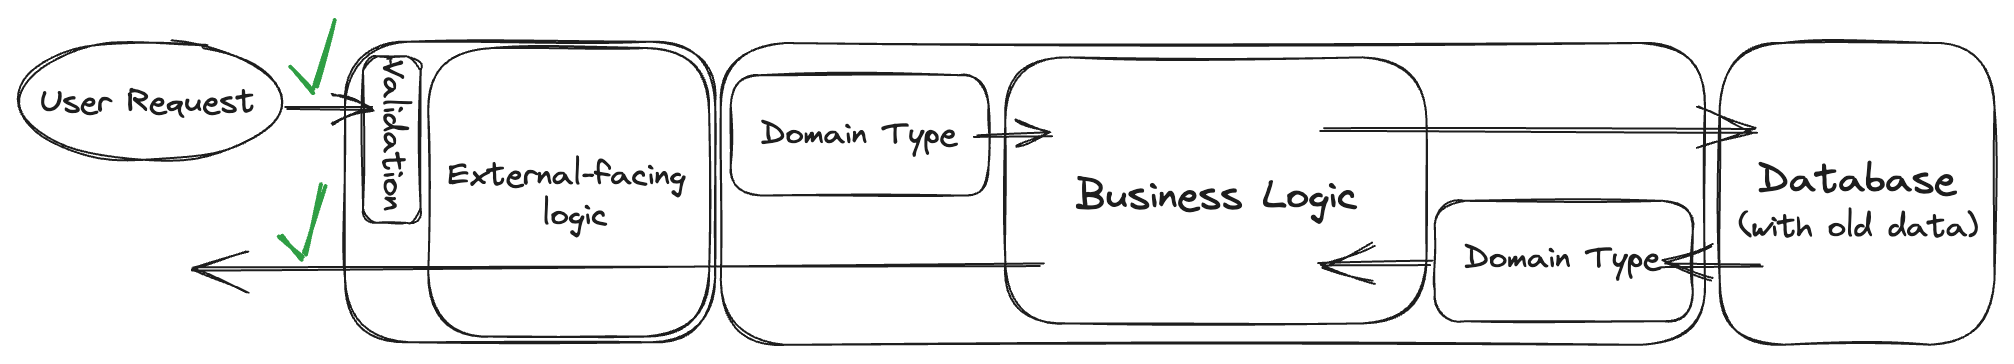 User Request
Validation
External-facing
logic
Domain Type
Business Logic
Domain Type
Database
(with old data)